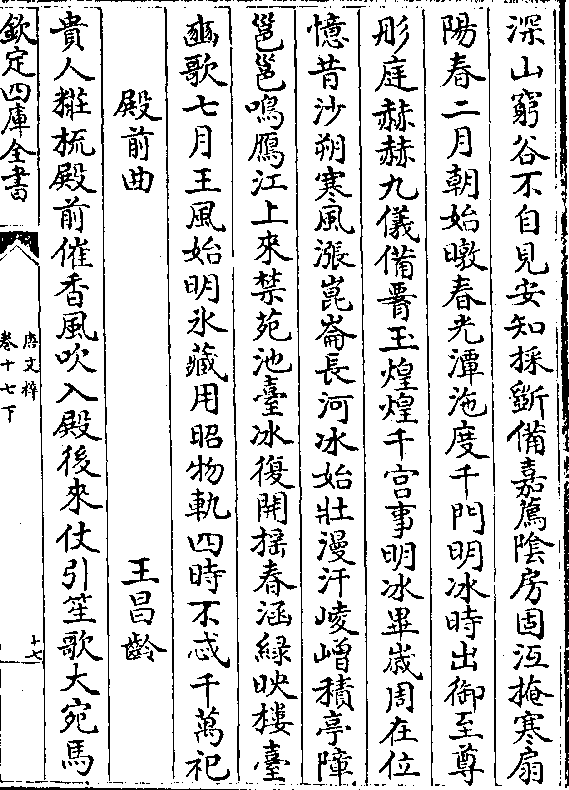 深山窮谷不自見安知採斲備嘉薦陰房固沍掩寒扇
陽春二月朝始暾春光潭沲度千門明冰時出御至尊
彤庭赫赫九儀備腎玉煌煌千官事明冰畢歲周在位
憶昔沙朔寒風漲崑崙長河冰始壯漫汗崚嶒積亭障
嗈嗈鳴鴈江上來禁苑池臺冰復開揺春涵緑映樓臺
豳歌七月王風始明氷藏用昭物軌四時不忒千萬祀
殿前曲 王昌齡
貴人粧梳殿前催香風吹入殿後來仗引笙歌大宛馬
欽定四庫全書
唐文粹
卷十七下
十七